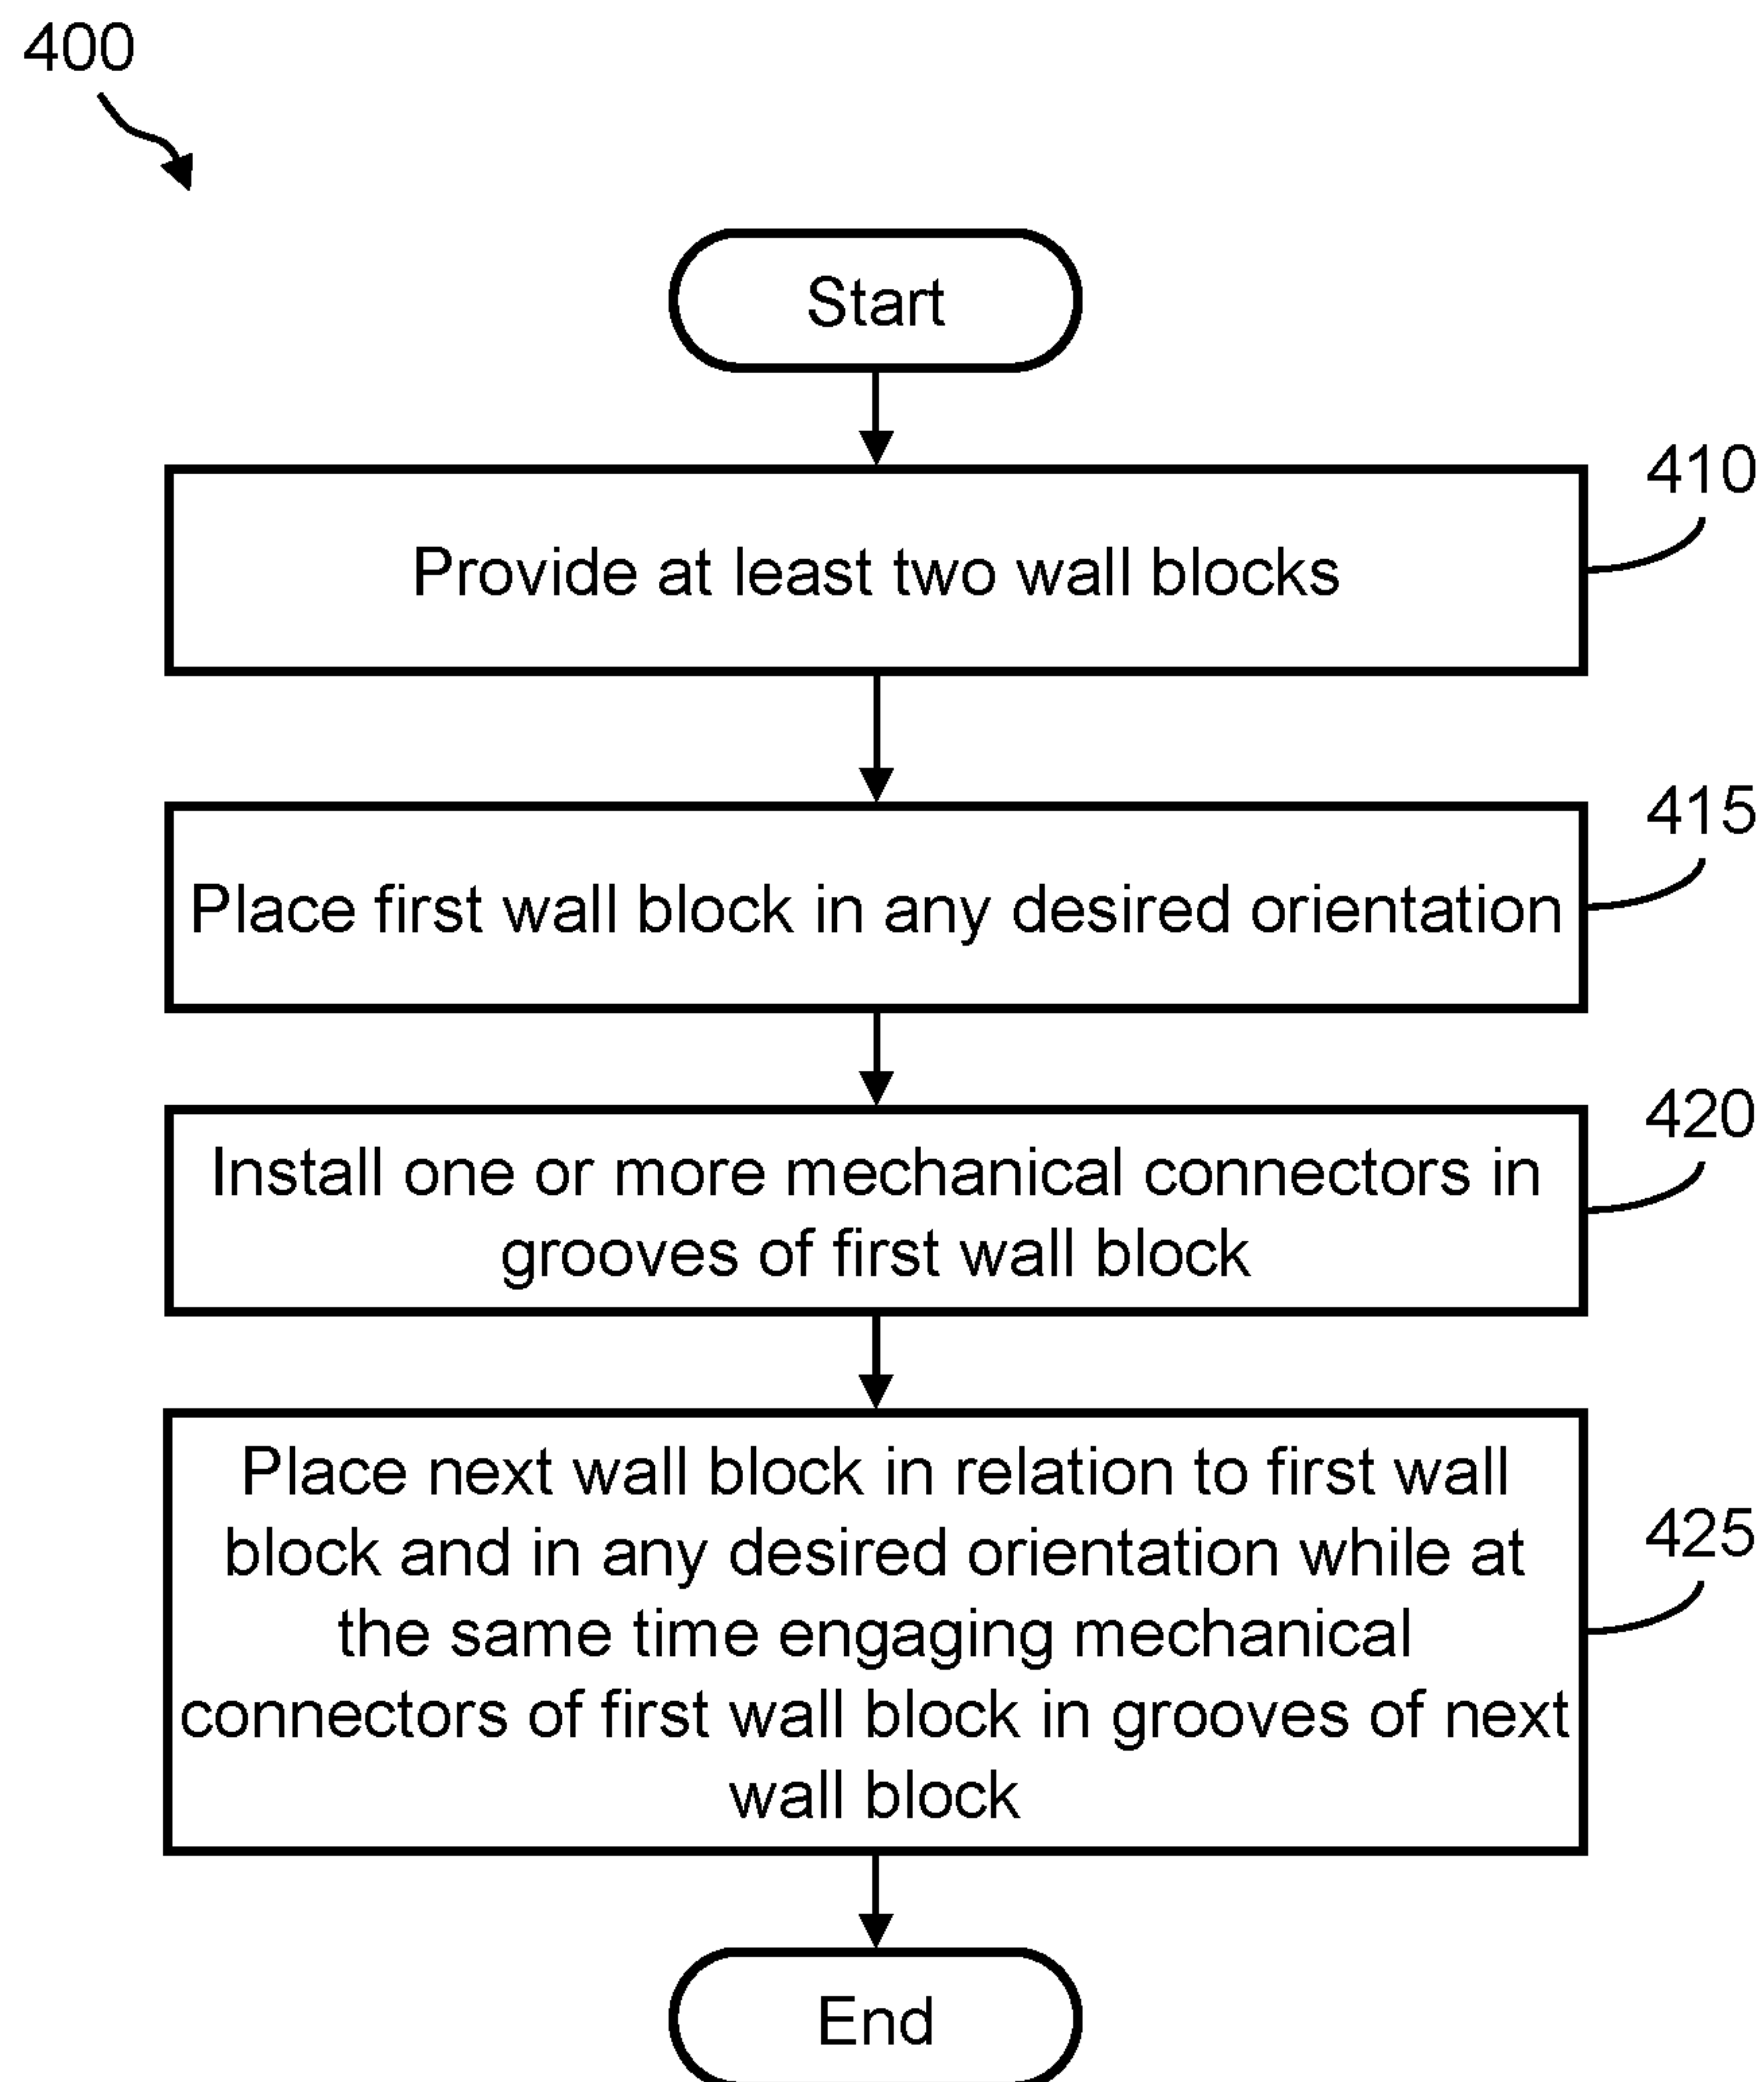 400
Start
410
Provide at least two wall blocks
415
Place first wall block in any desired orientation
420
Install one or more mechanical connectors in
grooves of first wall block
Place next wall block in relation to first wall
425
block and in any desired orientation while at
the same time engaging mechanical
connectors of first wall block in grooves of next
wall block
End